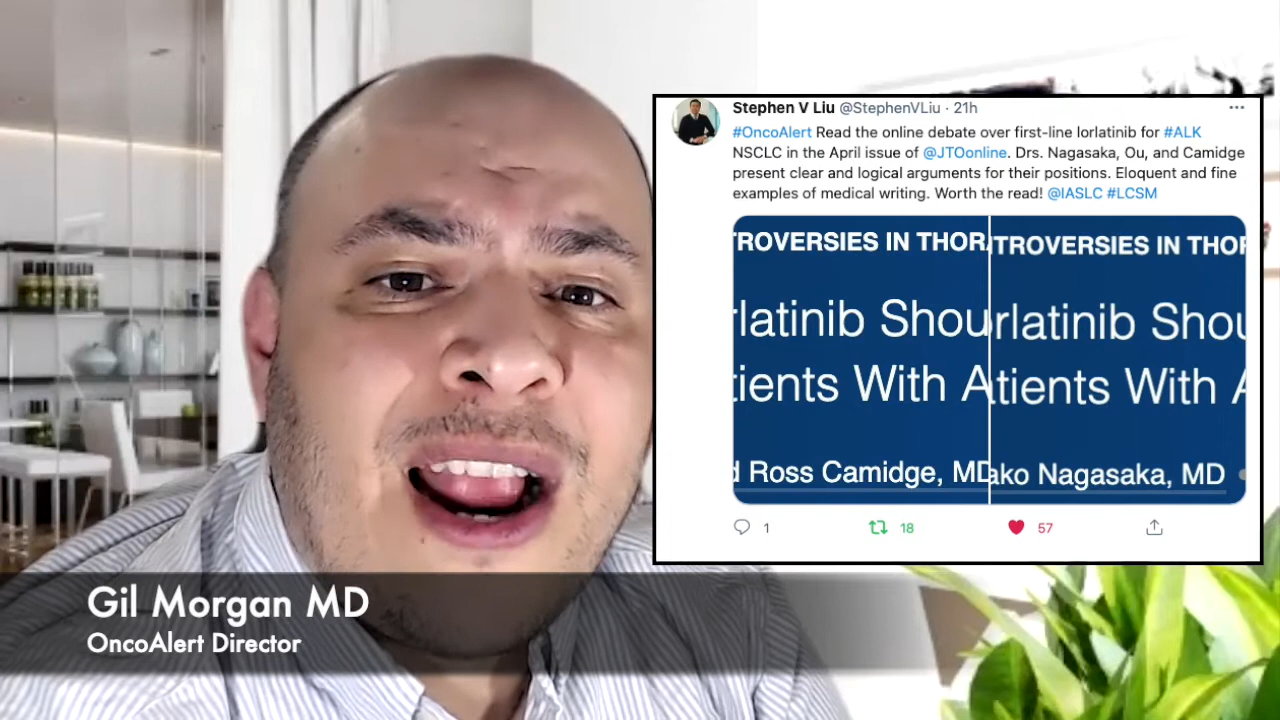 Stephen V Liu @StephenVLiu · 21h
#OncoAlert Read the online debate over first-line lorlatinib for #ALK
NSCLC in the April issue of @JTOonline. Drs. Nagasaka, Ou, and Camidge
present clear and logical arguments for their positions. Eloquent and fine
examples of medical writing. Worth the read! @IASLC #LCSM
TROVERSIES IN THOR
rlatinib Shou
tients With A
d Ross Camidge, MD
TROVERSIES IN THOR
rlatinib Shou
tients With A
ako Nagasaka, MD
1 18 57
Gil Morgan MD
OncoAlert Director